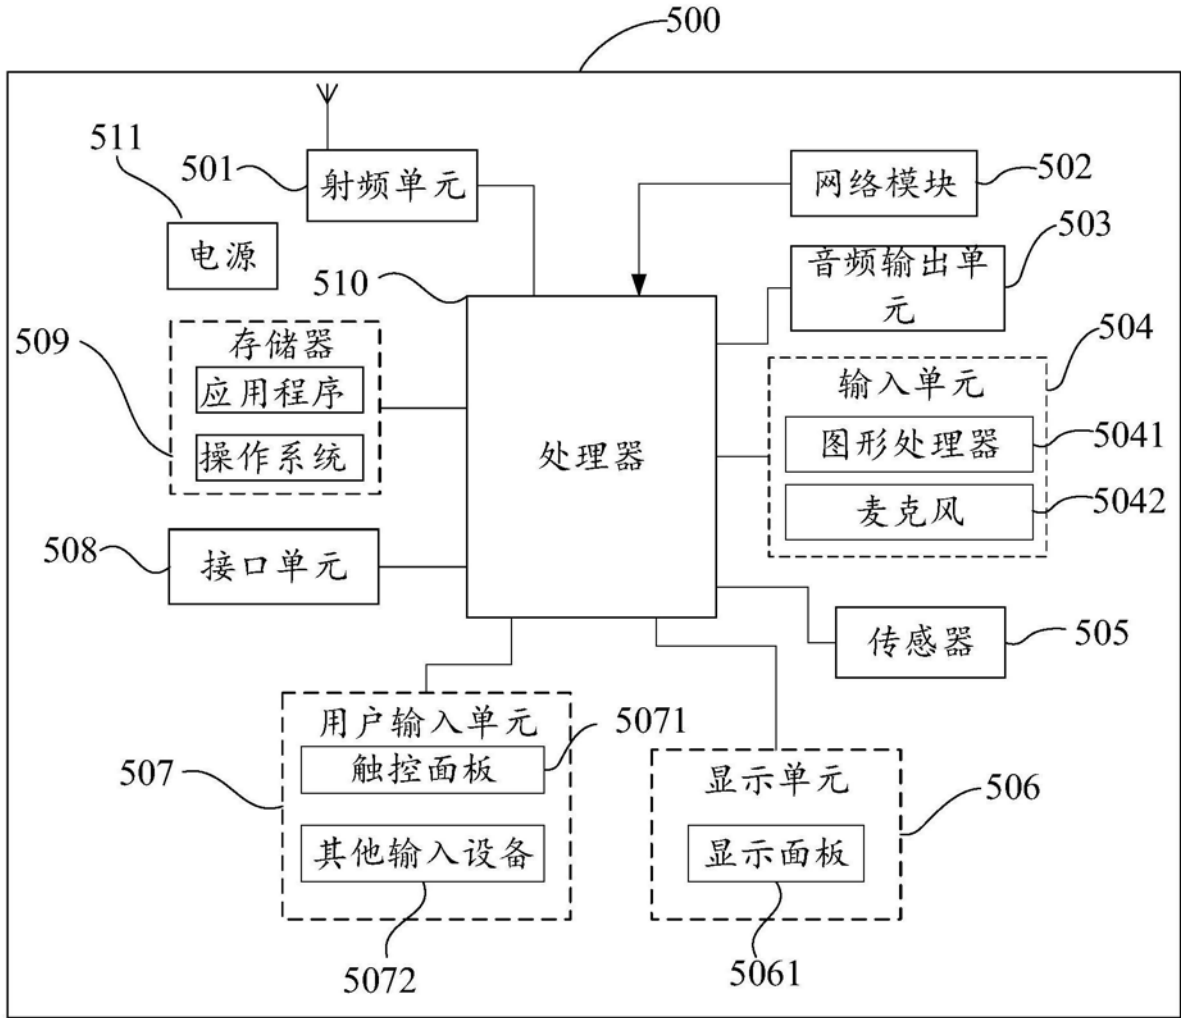 500
511
501
射频单元
网络模块
502
电源
503
音频输出单
元
510
509
存储器
应用程序
操作系统
504
输入单元
图形处理器
5041
麦克风
5042
处理器
508
接口单元
传感器
505
507
用户输入单元
5071
触控面板
其他输入设备
5072
显示单元
506
显示面板
5061